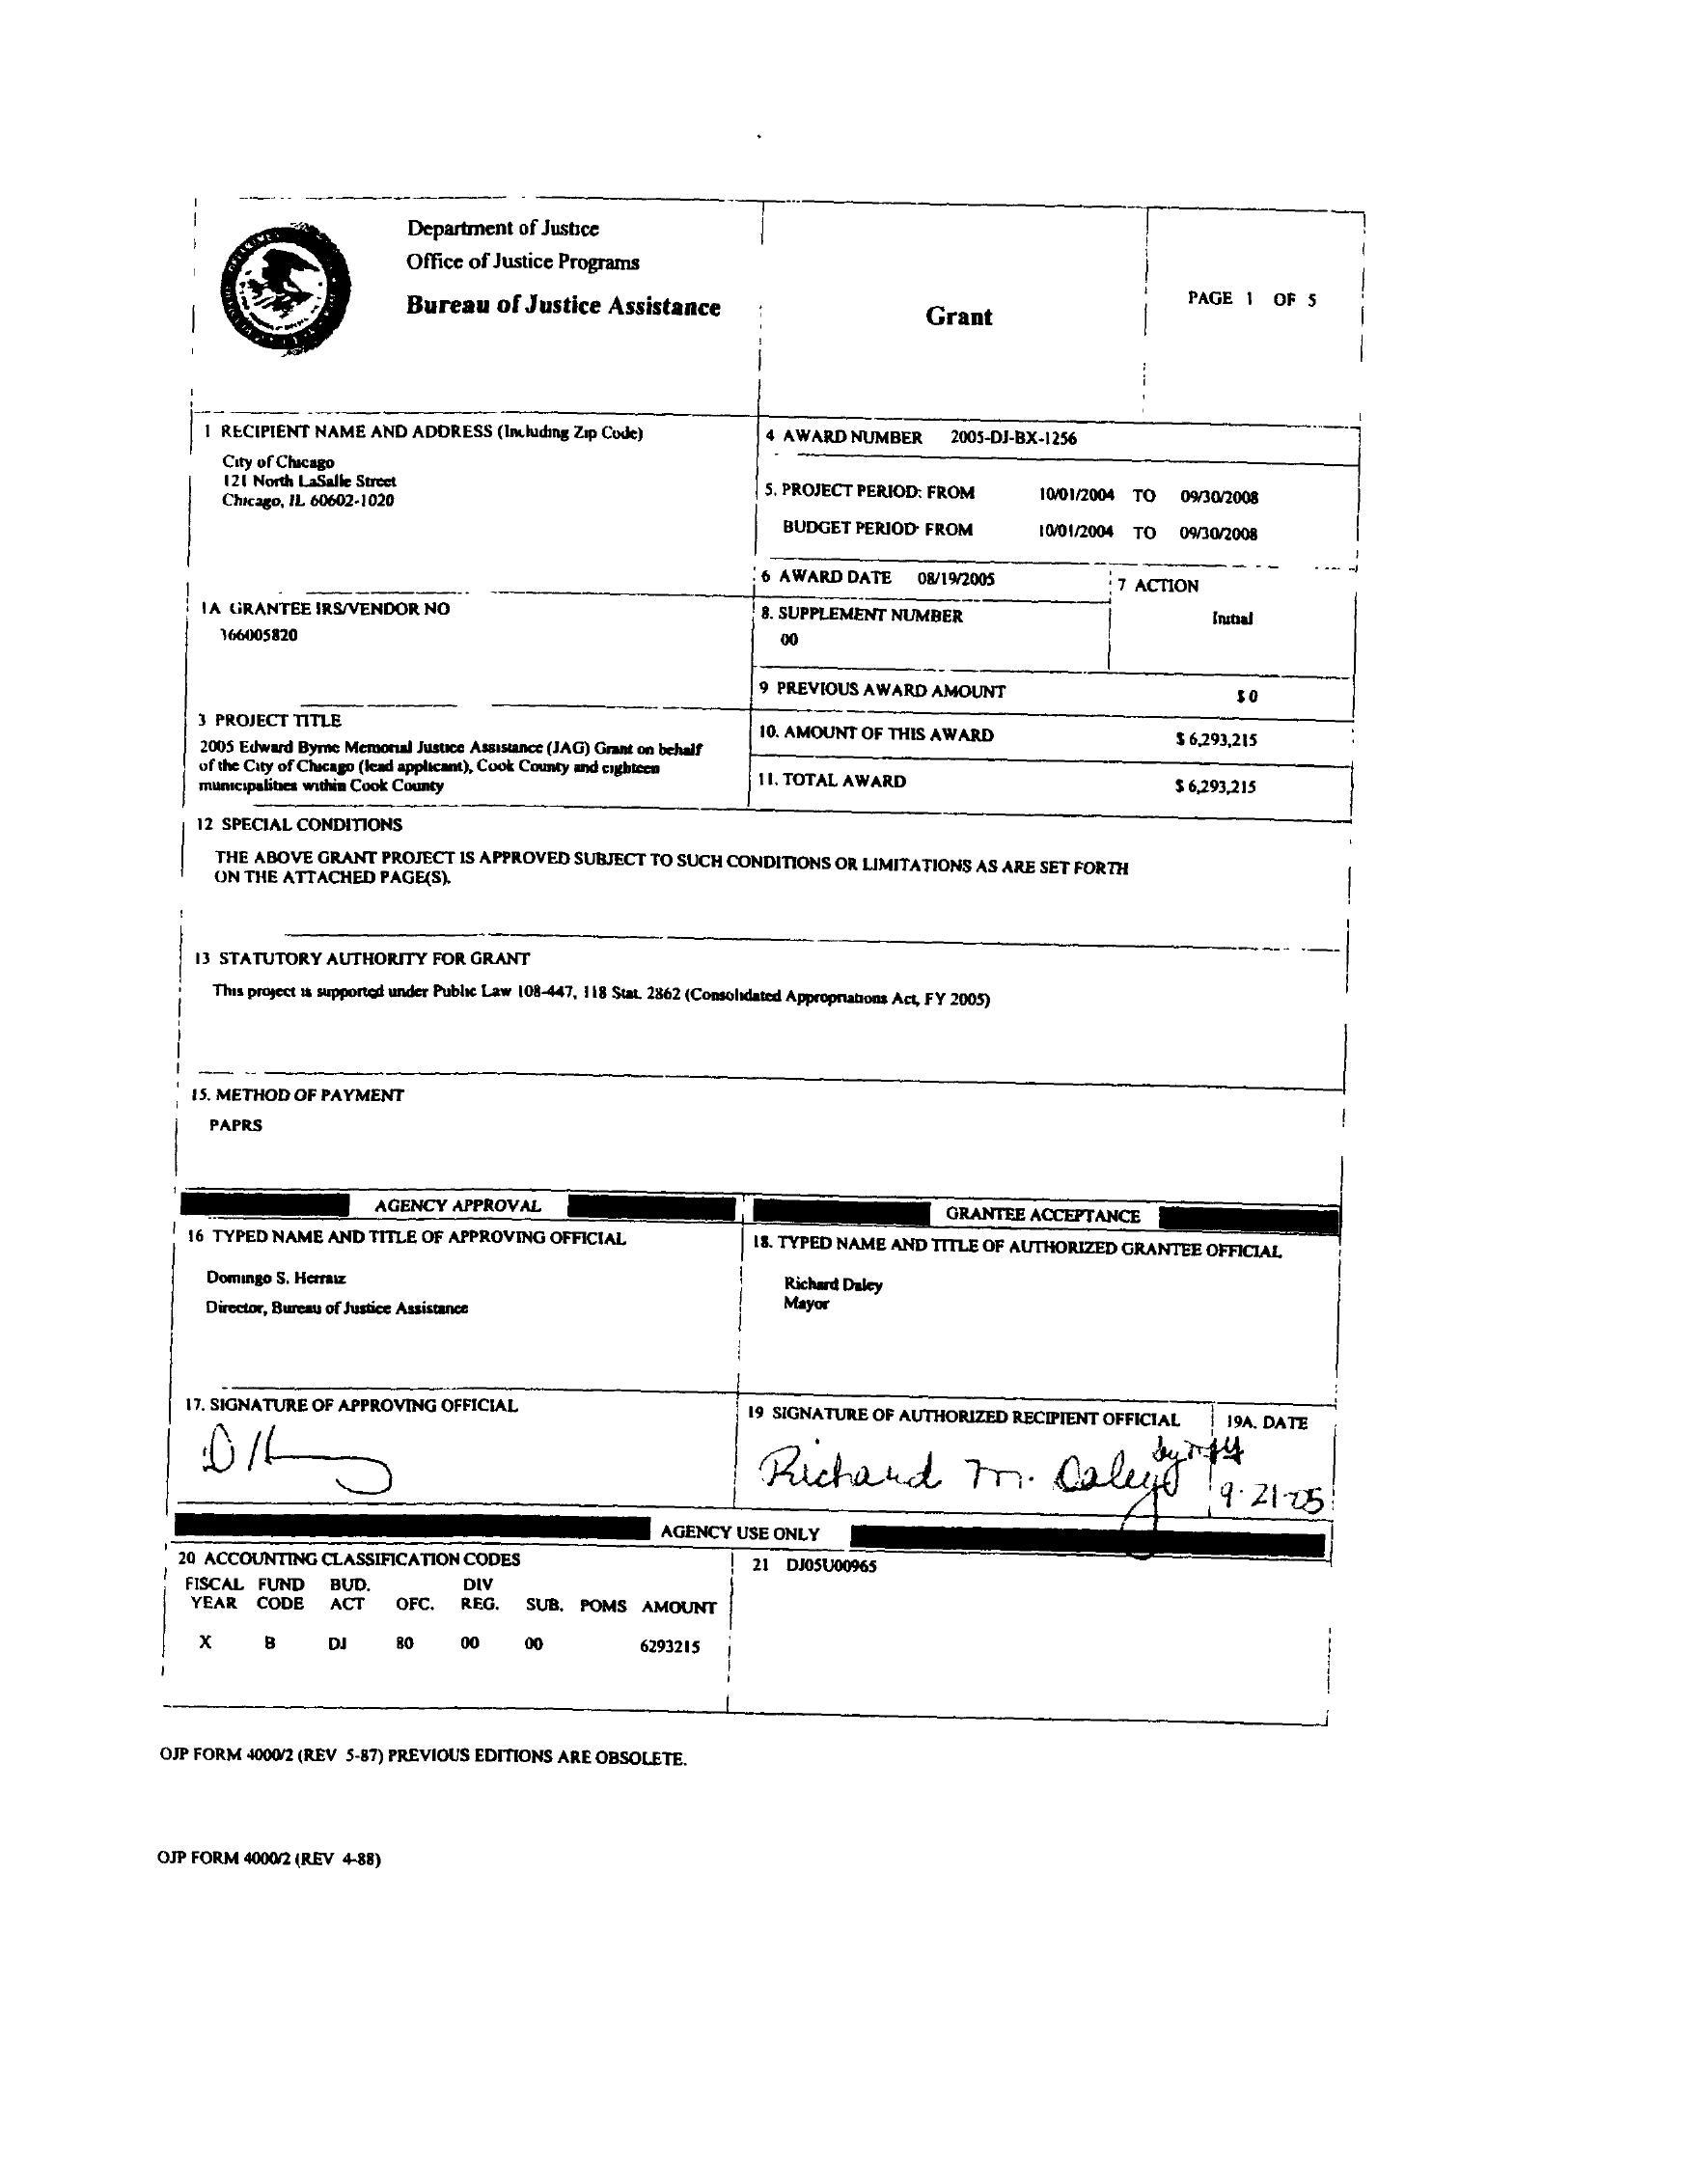 Department of Justice
Office of Justice Programs
Bureau of Justice Assistance
Grant
PAGE 1 OF 5
1 RECIPIENT NAME AND ADDRESS (Including Zip Code)
City of Chicago
121 North LaSalle Street
Chicago, IL 60602-1020
4 AWARD NUMBER 2005-DJ-BX-1256
5. PROJECT PERIOD: FROM 10/01/2004 TO 09/30/2008
BUDGET PERIOD FROM 10/01/2004 TO 09/30/2008
6 AWARD DATE 08/19/2005
7 ACTION
Initial
1A GRANTEE IRS/VENDOR NO
366005820
8. SUPPLEMENT NUMBER
00
9 PREVIOUS AWARD AMOUNT $ 0
3 PROJECT TITLE
2005 Edward Byrne Memorial Justice Assistance (JAG) Grant on behalf
of the City of Chicago (lead applicant), Cook County and eighteen
municipalities within Cook County
10. AMOUNT OF THIS AWARD $ 6,293,215
11. TOTAL AWARD $ 6,293,215
12 SPECIAL CONDITIONS
THE ABOVE GRANT PROJECT IS APPROVED SUBJECT TO SUCH CONDITIONS OR LIMITATIONS AS ARE SET FORTH
ON THE ATTACHED PAGE(S).
13 STATUTORY AUTHORITY FOR GRANT
This project is supported under Public Law 108-447, 118 Stat. 2862 (Consolidated Appropriations Act, FY 2005)
15. METHOD OF PAYMENT
PAPRS
AGENCY APPROVAL
GRANTEE ACCEPTANCE
16 TYPED NAME AND TITLE OF APPROVING OFFICIAL
Domingo S. Herraiz
Director, Bureau of Justice Assistance
18. TYPED NAME AND TITLE OF AUTHORIZED GRANTEE OFFICIAL
Richard Daley
Mayor
17. SIGNATURE OF APPROVING OFFICIAL
19 SIGNATURE OF AUTHORIZED RECIPIENT OFFICIAL
19A. DATE
Richard M. Daley by
9-21-05
AGENCY USE ONLY
20 ACCOUNTING CLASSIFICATION CODES
FISCAL FUND BUD. DIV
YEAR CODE ACT OFC. REG. SUB. POMS AMOUNT
X B DJ 80 00 00 6293215
21 DJ05U00965
OJP FORM 4000/2 (REV 5-87) PREVIOUS EDITIONS ARE OBSOLETE.
OJP FORM 4000/2 (REV 4-88)